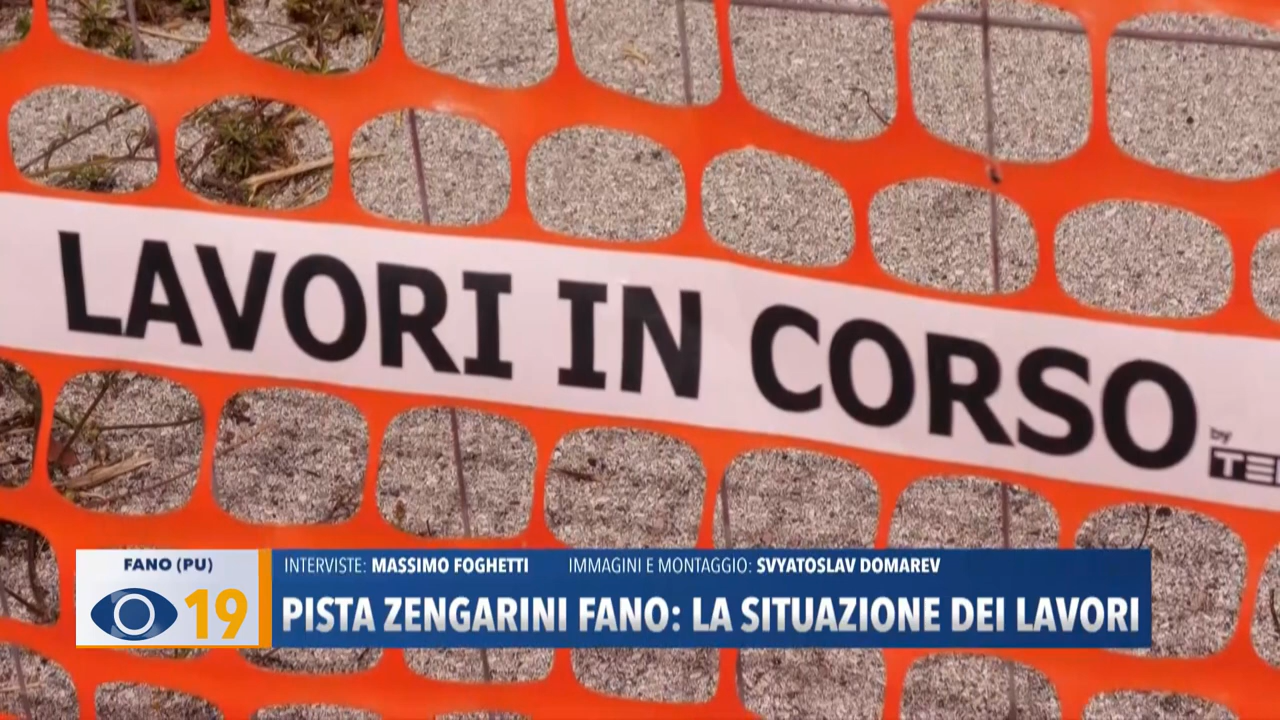 LAVORI IN CORSO
by
FANO (PU)
19
INTERVISTE: MASSIMO FOGHETTI IMMAGINI E MONTAGGIO: SVYATOSLAV DOMAREV
PISTA ZENGARINI FANO: LA SITUAZIONE DEI LAVORI